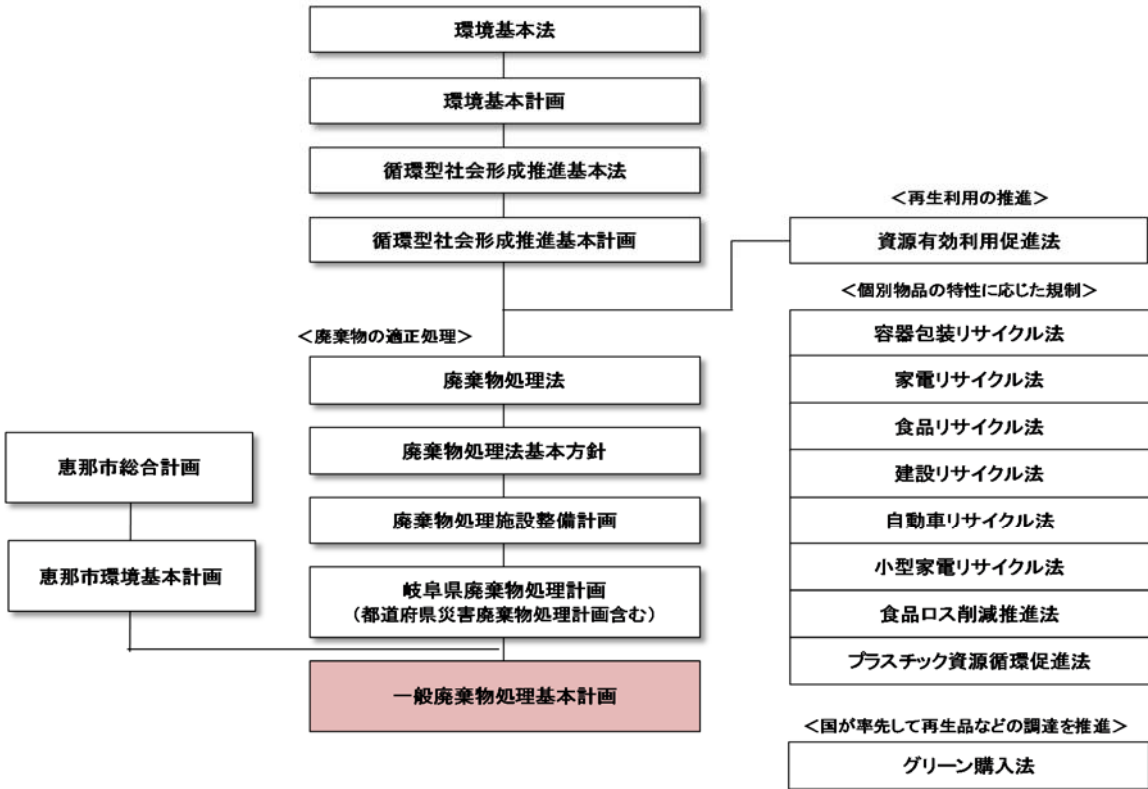 環境基本法
環境基本計画
循環型社会形成推進基本法
循環型社会形成推進基本計画
＜廃棄物の適正処理＞
廃棄物処理法
廃棄物処理法基本方針
廃棄物処理施設整備計画
岐阜県廃棄物処理計画
（都道府県災害廃棄物処理計画含む）
一般廃棄物処理基本計画
恵那市総合計画
恵那市環境基本計画
＜再生利用の推進＞
資源有効利用促進法
＜個別物品の特性に応じた規制＞
容器包装リサイクル法
家電リサイクル法
食品リサイクル法
建設リサイクル法
自動車リサイクル法
小型家電リサイクル法
食品ロス削減推進法
プラスチック資源循環促進法
＜国が率先して再生品などの調達を推進＞
グリーン購入法